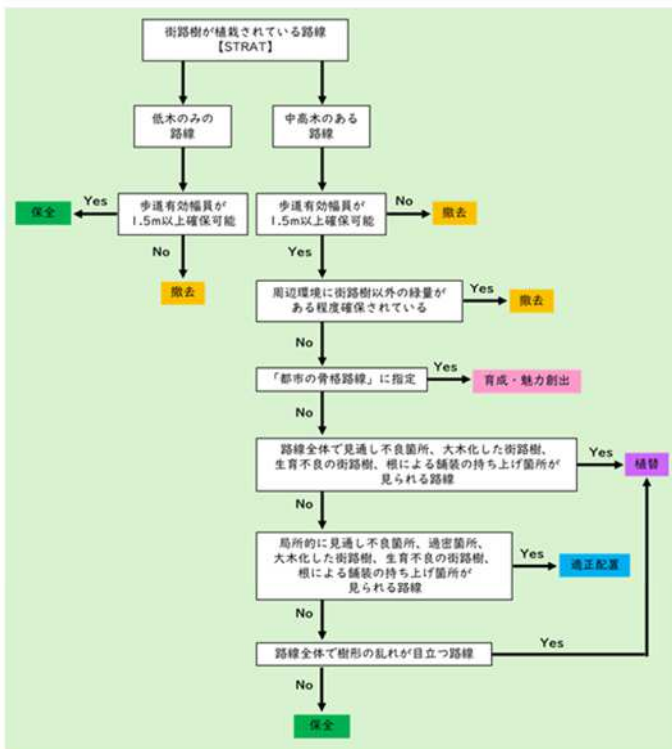 街路樹が植栽されている路線
【STRAT】
低木のみの
路線
中高木のある
路線
歩道有効幅員が
1.5m以上確保可能
Yes
保全
No
撤去
歩道有効幅員が
1.5m以上確保可能
No
撤去
Yes
周辺環境に街路樹以外の緑量が
ある程度確保されている
Yes
撤去
No
「都市の骨格路線」に指定
Yes
育成・魅力創出
No
路線全体で見通し不良箇所、大木化した街路樹、
生育不良の街路樹、根による舗装の持ち上げ箇所が
見られる路線
Yes
植替
No
局所的に見通し不良箇所、過密箇所、
大木化した街路樹、生育不良の街路樹、
根による舗装の持ち上げ箇所が
見られる路線
Yes
適正配置
No
路線全体で樹形の乱れが目立つ路線
Yes
No
保全